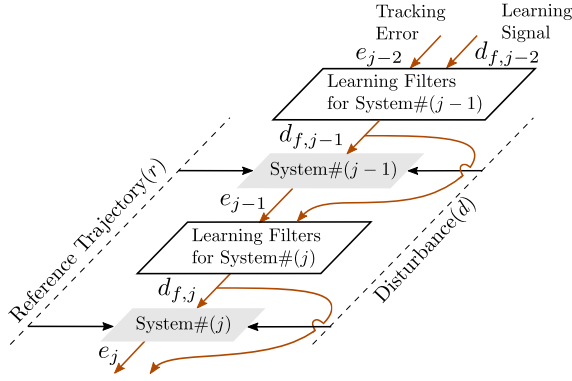 Tracking
Error
Learning
Signal
e_{j−2}
d_{f,j−2}
Learning Filters
for System#(j − 1)
d_{f,j−1}
System#(j − 1)
e_{j−1}
Reference Trajectory(r)
Disturbance(d)
Learning Filters
for System#(j)
d_{f,j}
System#(j)
e_j